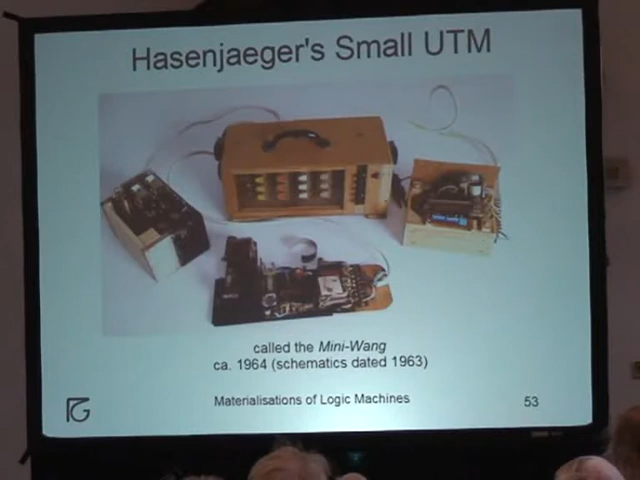 Hasenjaeger's Small UTM
called the Mini-Wang
ca. 1964 (schematics dated 1963)
Materialisations of Logic Machines
53